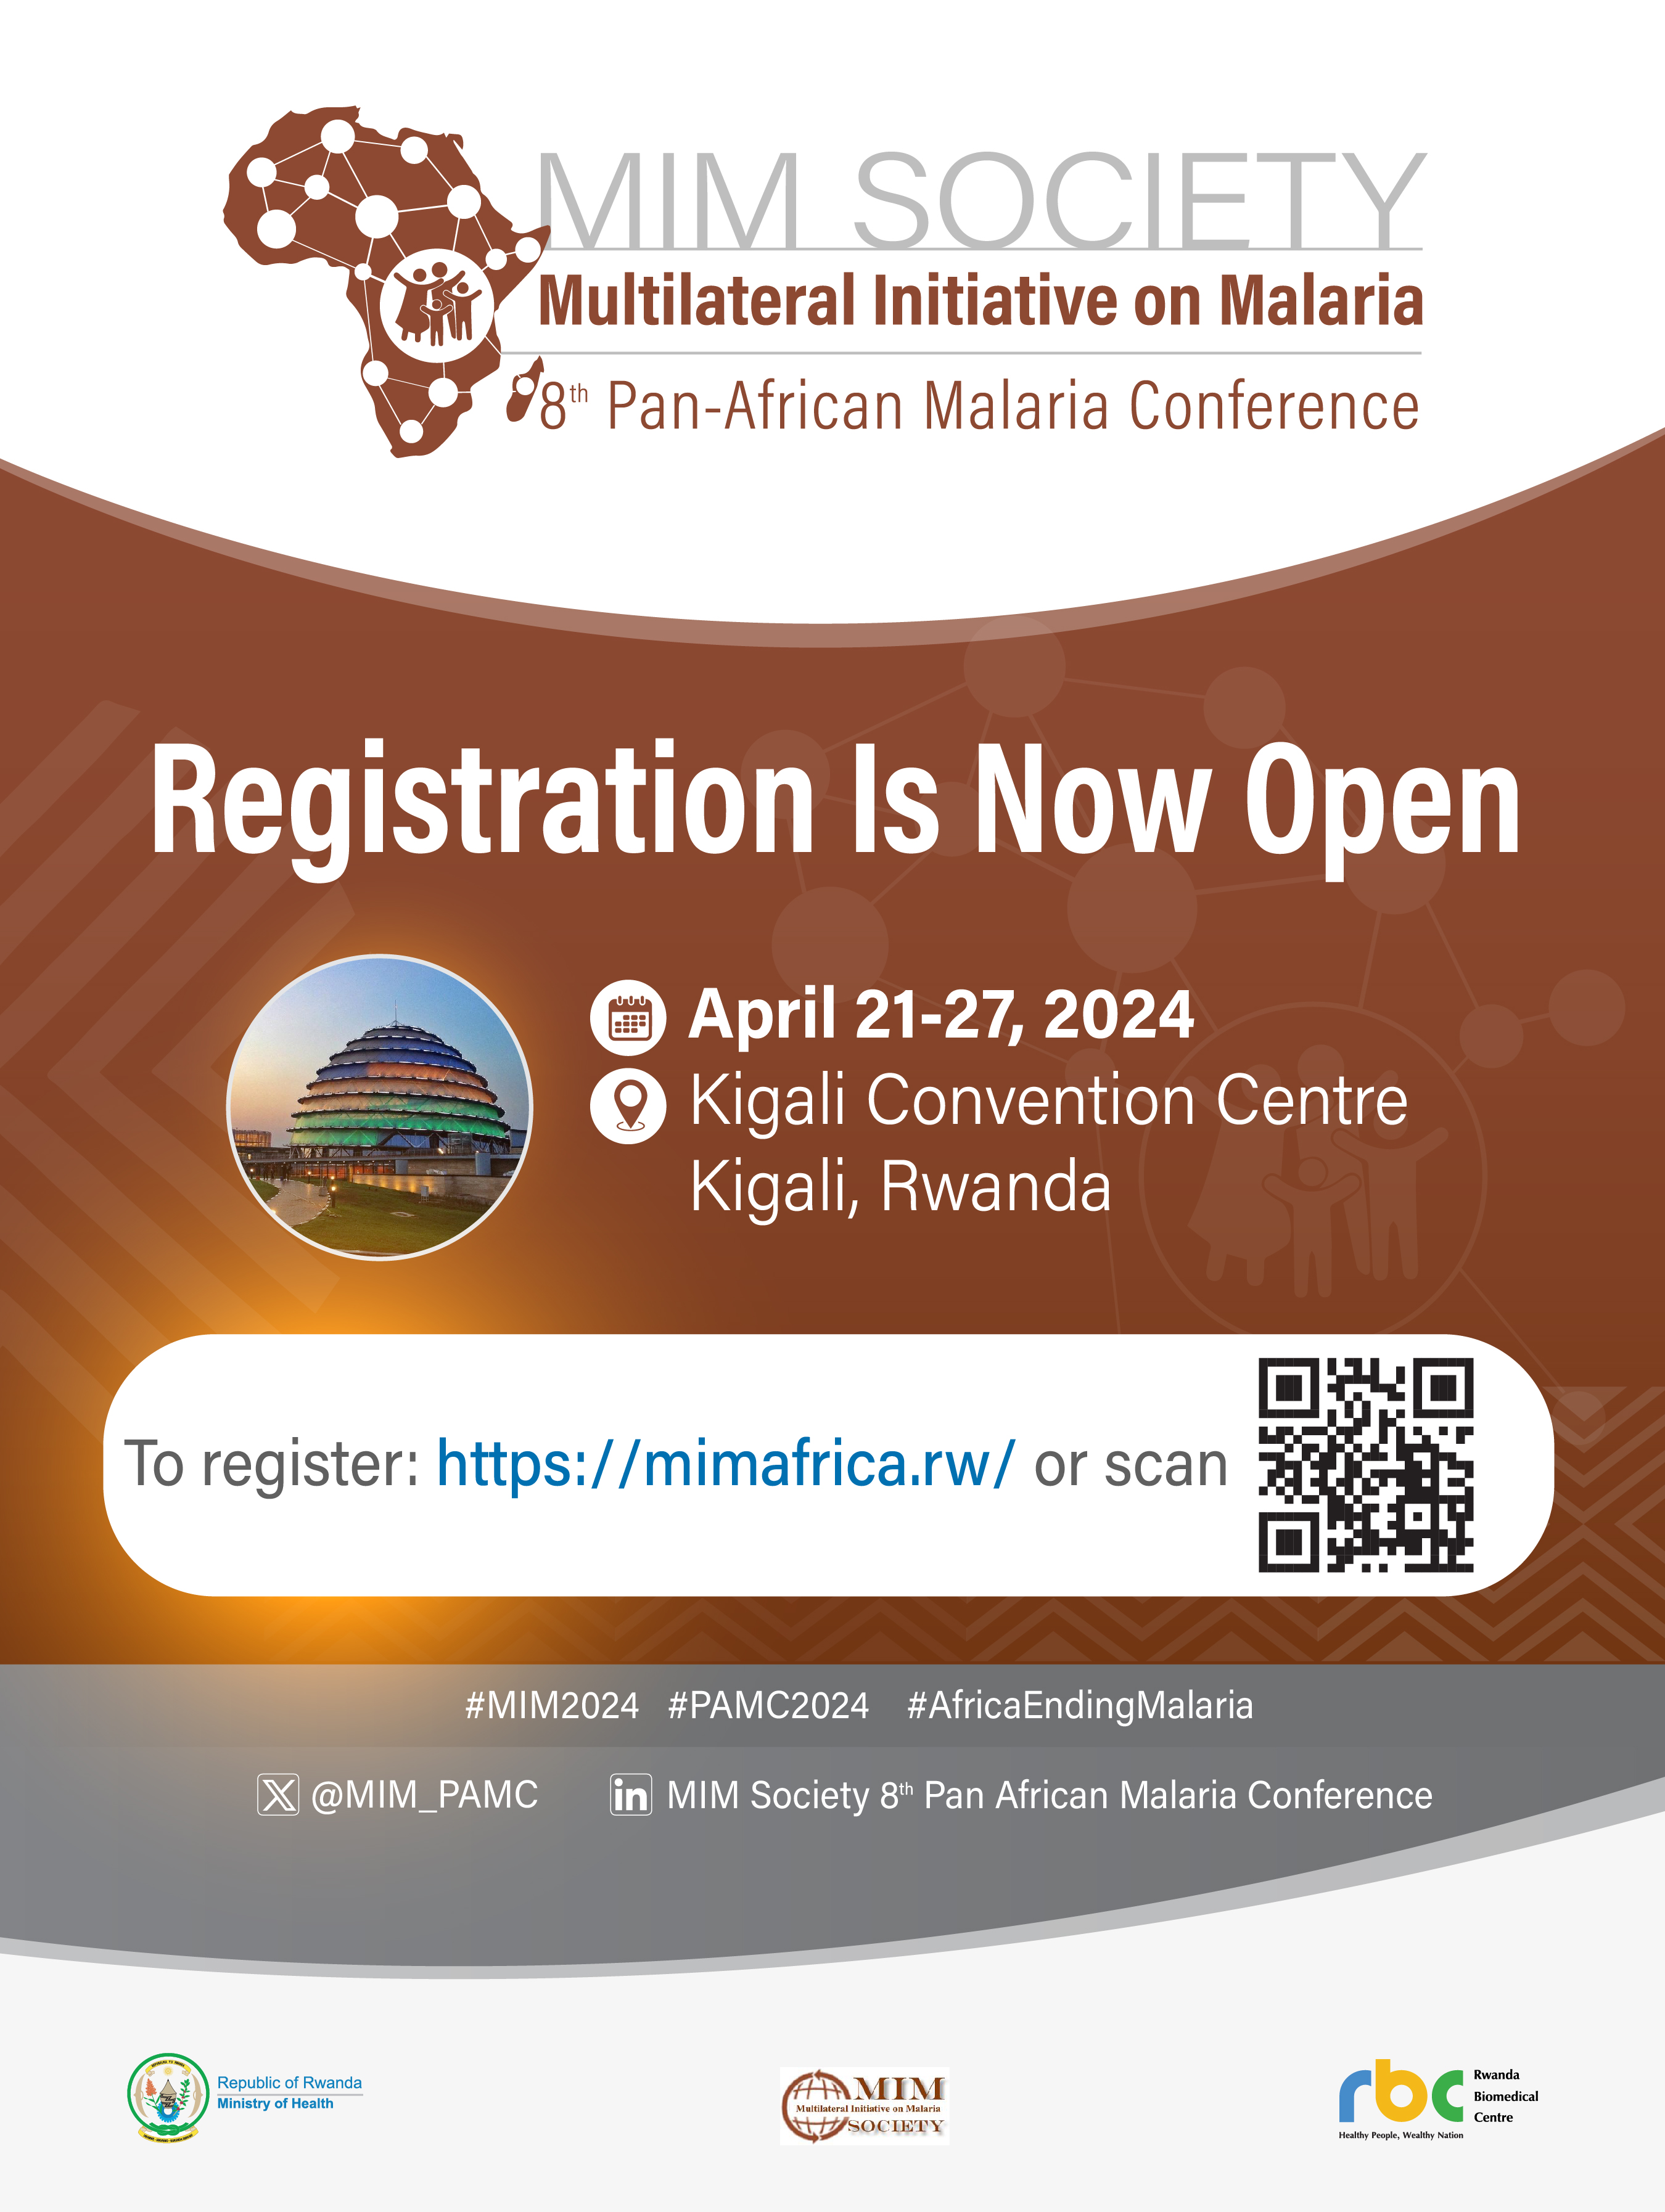 MIM SOCIETY
Multilateral Initiative on Malaria
8th Pan-African Malaria Conference
Registration Is Now Open
April 21-27, 2024
Kigali Convention Centre
Kigali, Rwanda
To register: https://mimafrica.rw/ or scan
#MIM2024 #PAMC2024 #AfricaEndingMalaria
@MIM_PAMC
in MIM Society 8th Pan African Malaria Conference
Republic of Rwanda
Ministry of Health
MIM
Multilateral Initiative on Malaria
SOCIETY
rbc
Rwanda
Biomedical
Centre
Healthy People, Wealthy Nation